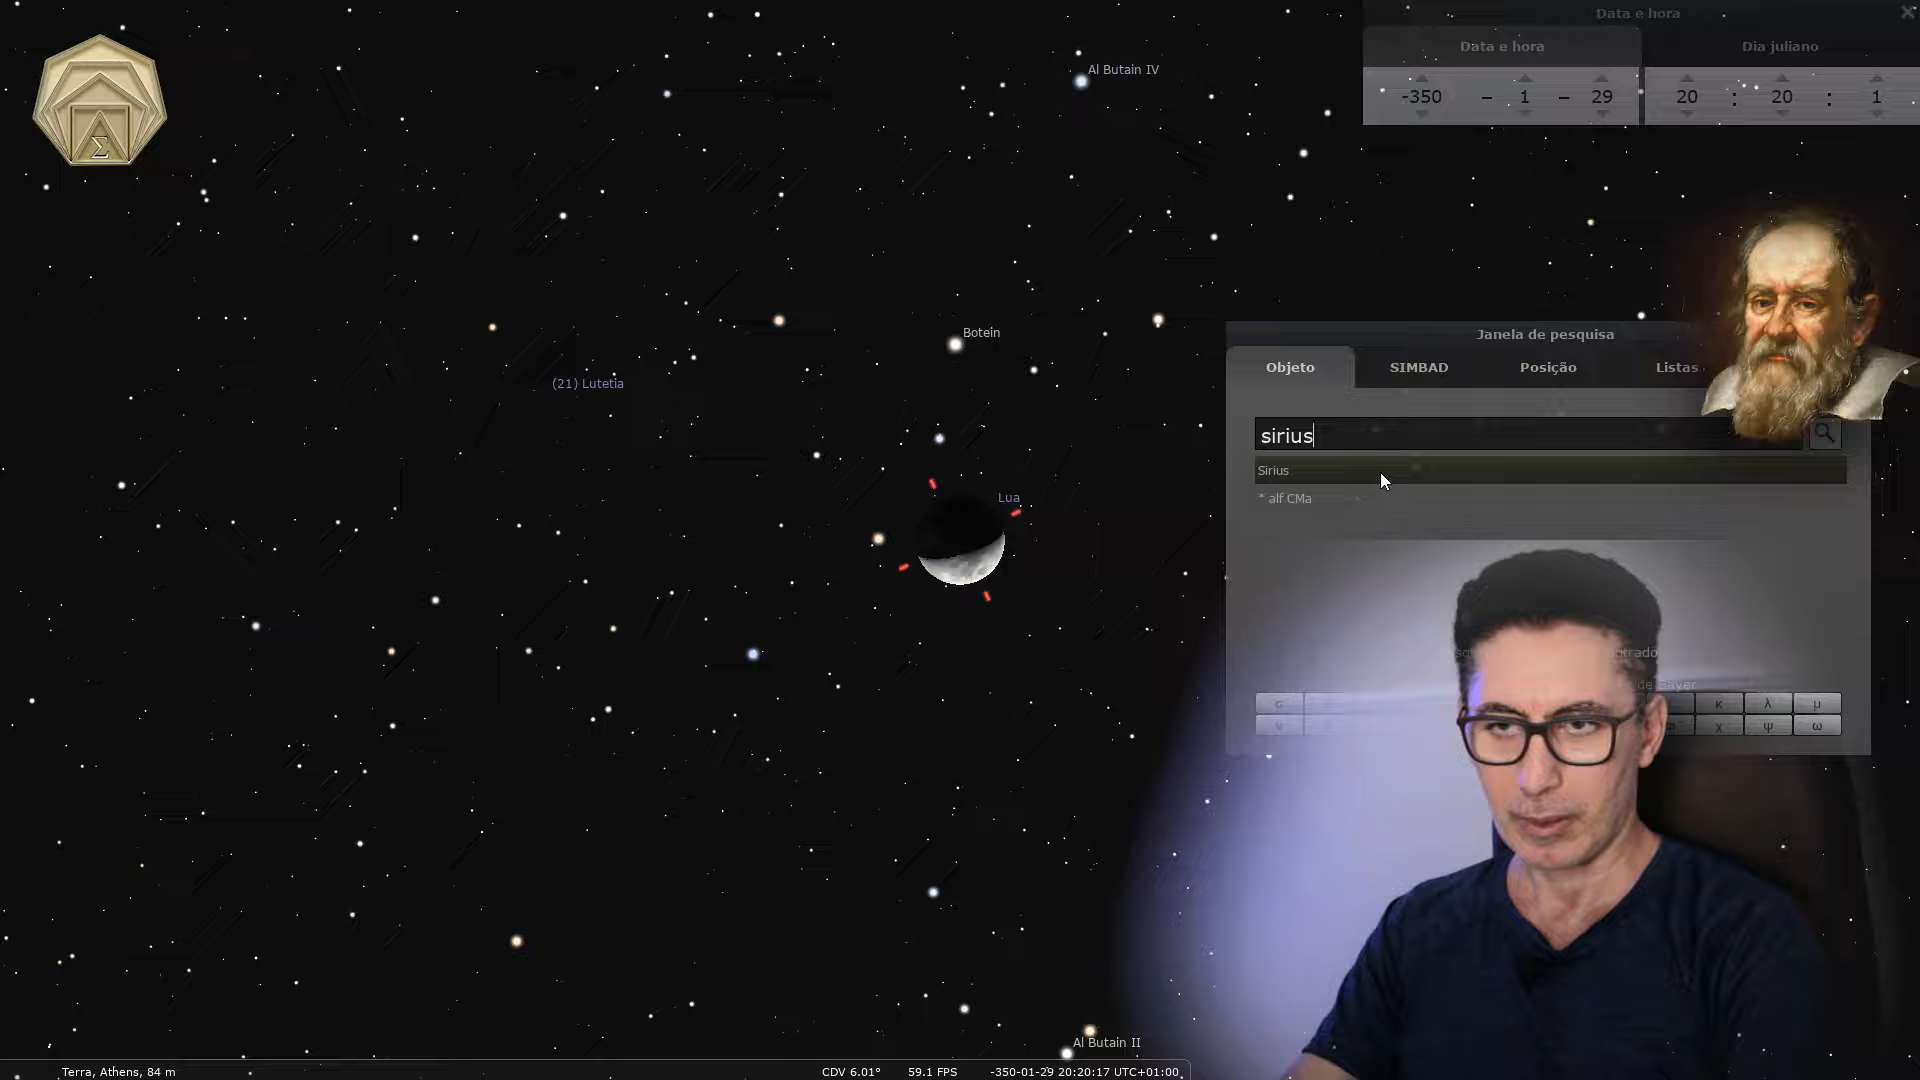 Data e hora
Data e hora
Dia juliano
-350 – 1 – 29
20 : 20 : 1
Σ
Al Butain IV
Botein
(21) Lutetia
Lua
Janela de pesquisa
Objeto
SIMBAD
Posição
Listas
sirius
Sirius
* alf CMa
κ λ μ
χ ψ ω
Al Butain II
Terra, Athens, 84 m
CDV 6.01°
59.1 FPS
-350-01-29 20:20:17 UTC+01:00